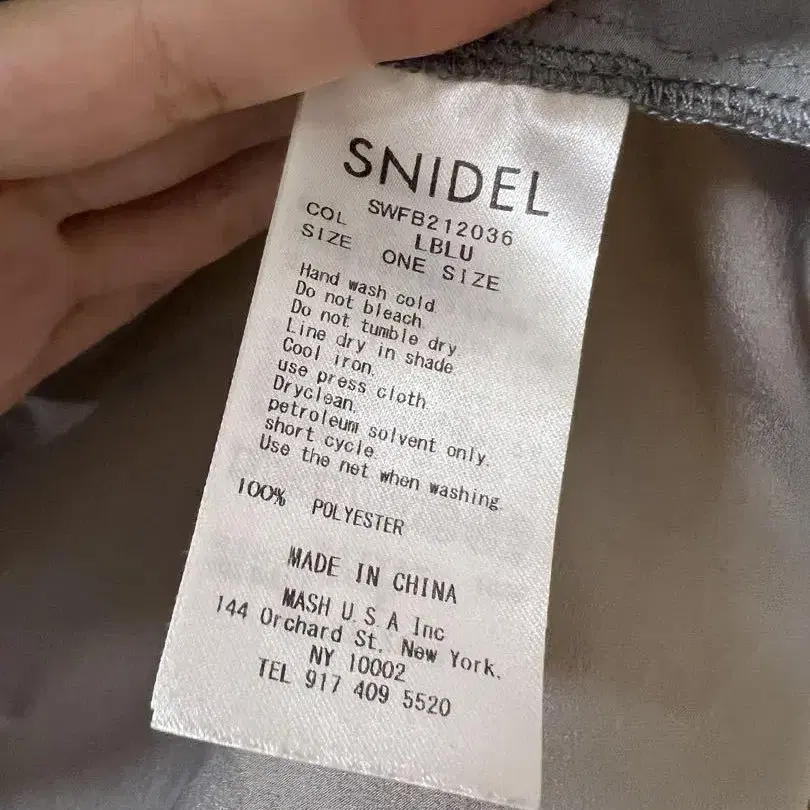 SNIDEL
SWFB212036
COL LBLU
SIZE ONE SIZE
Hand wash cold.
Do not bleach.
Do not tumble dry.
Line dry in shade.
Cool iron.
use press cloth.
Dryclean.
petroleum solvent only.
short cycle.
Use the net when washing.
100% POLYESTER
MADE IN CHINA
MASH U.S.A Inc
144 Orchard St. New York.
NY 10002
TEL 917 409 5520